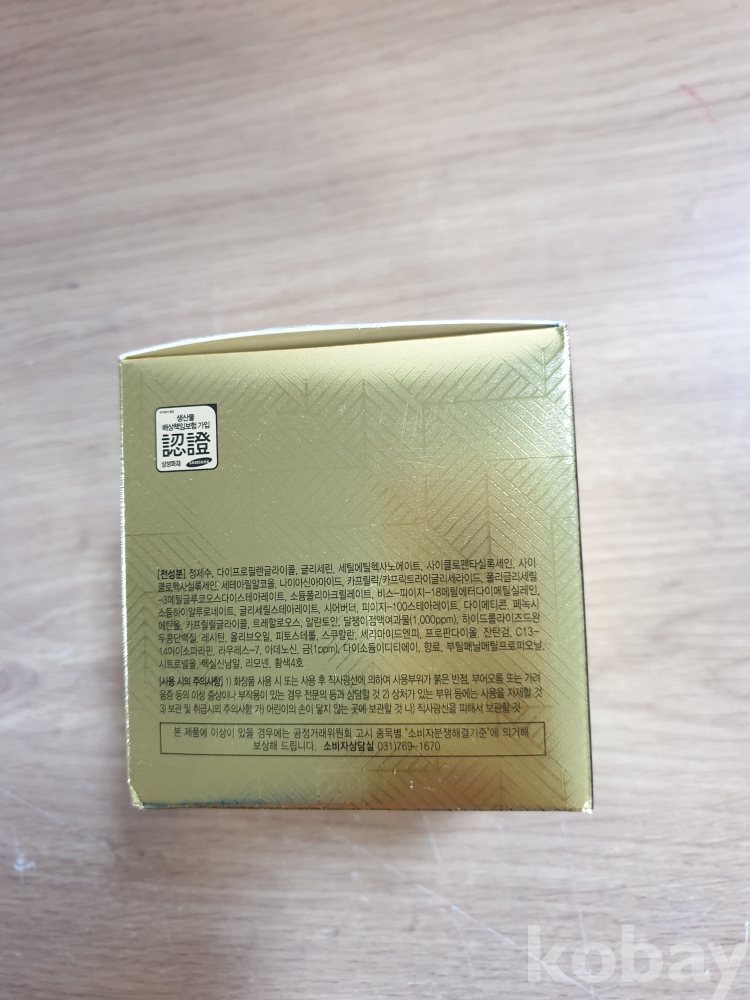 생산물
배상책임보험 가입
認證
삼성화재 SAMSUNG
[전성분] 정제수, 다이프로필렌글라이콜, 글리세린, 세틸에틸헥사노에이트, 사이클로펜타실록세인, 사이
클로헥사실록세인, 세테아릴알코올, 나이아신아마이드, 카프릴릭/카프릭트라이글리세라이드, 폴리글리세릴
-3메틸글루코오스다이스테아레이트, 소듐폴리아크릴레이트, 비스-피이지-18메틸에터다이메틸실레인,
소듐하이알루로네이트, 글리세릴스테아레이트, 시어버터, 피이지-100스테아레이트, 다이메티콘, 페녹시
에탄올, 카프릴릴글라이콜, 트레할로오스, 알란토인, 달팽이점액여과물(1,000ppm), 하이드롤라이즈드완
두콩단백질, 레시틴, 올리브오일, 피토스테롤, 스쿠알란, 세라마이드엔피, 프로판다이올, 잔탄검, C13-
14아이소파라핀, 라우레스-7, 아데노신, 금(1ppm), 다이소듐이디티에이, 향료, 부틸페닐메틸프로피오날,
시트로넬올, 헥실신남알, 리모넨, 황색4호
[사용 시의 주의사항] 1) 화장품 사용 시 또는 사용 후 직사광선에 의하여 사용부위가 붉은 반점, 부어오름 또는 가려
움증 등의 이상 증상이나 부작용이 있는 경우 전문의 등과 상담할 것 2) 상처가 있는 부위 등에는 사용을 자제할 것
3) 보관 및 취급시의 주의사항 가) 어린이의 손이 닿지 않는 곳에 보관할 것 나) 직사광선을 피해서 보관할 것
본 제품에 이상이 있을 경우에는 공정거래위원회 고시 종목별 "소비자분쟁해결기준"에 의거해
보상해 드립니다. 소비자상담실 031)769-1670
kobay